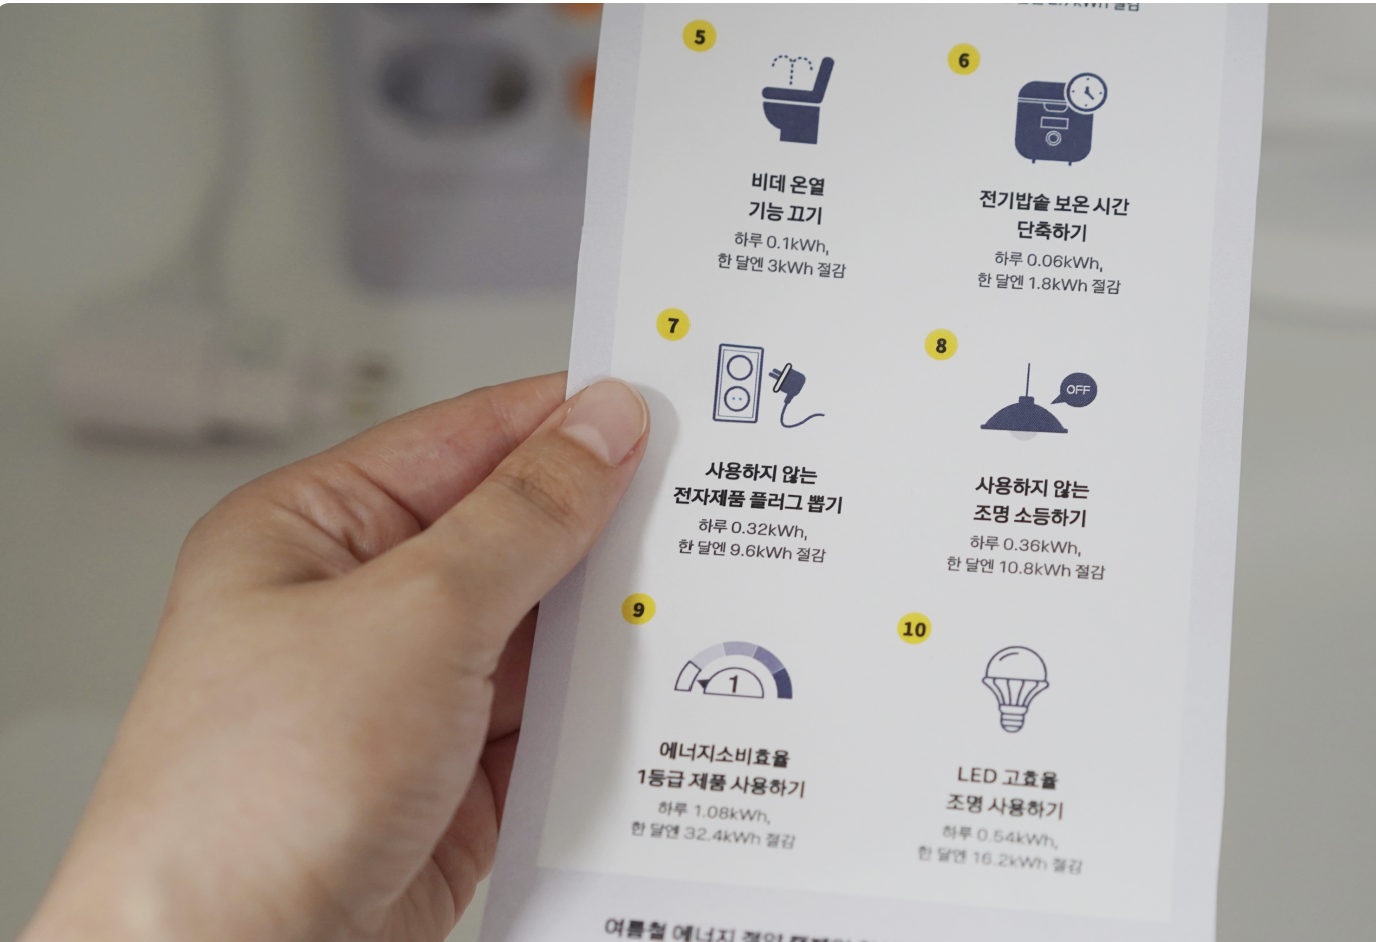 5
비데 온열
기능 끄기
하루 0.1kWh,
한 달엔 3kWh 절감
6
전기밥솥 보온 시간
단축하기
하루 0.06kWh,
한 달엔 1.8kWh 절감
7
사용하지 않는
전자제품 플러그 뽑기
하루 0.32kWh,
한 달엔 9.6kWh 절감
8
OFF
사용하지 않는
조명 소등하기
하루 0.36kWh,
한 달엔 10.8kWh 절감
9
1
에너지소비효율
1등급 제품 사용하기
하루 1.08kWh,
한 달엔 32.4kWh 절감
10
LED 고효율
조명 사용하기
하루 0.54kWh,
한 달엔 16.2kWh 절감
여름철 에너지 절약